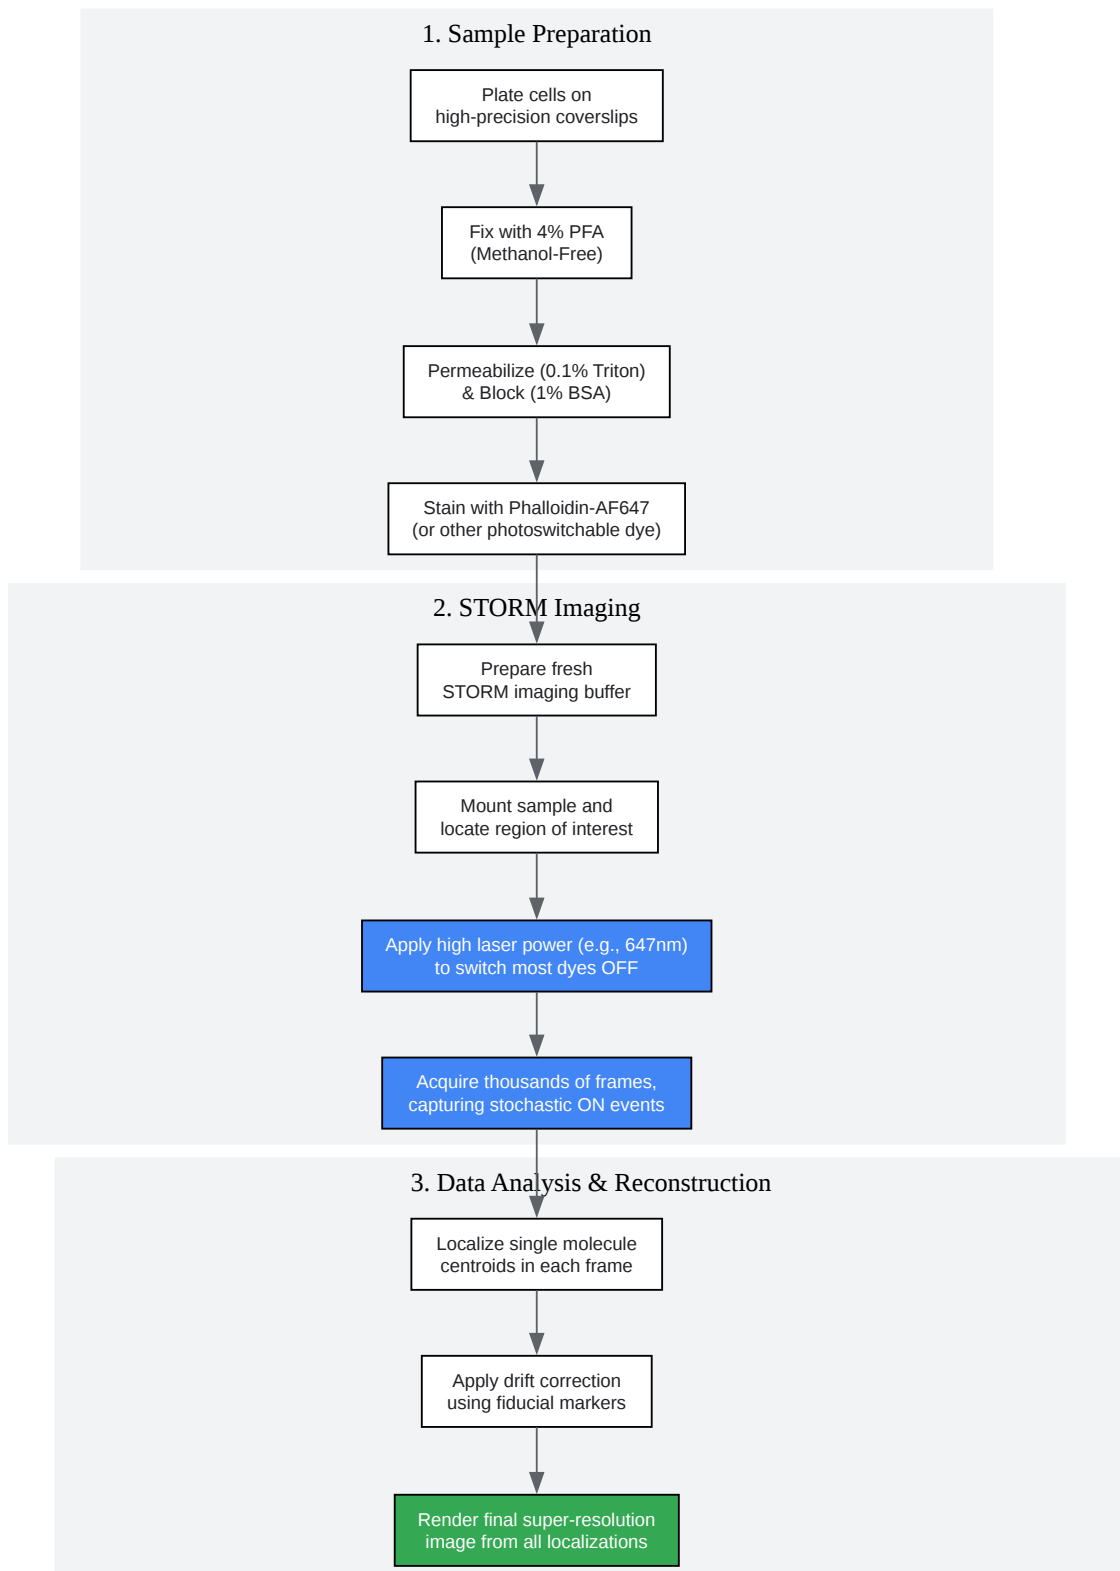 1. Sample Preparation
Plate cells on
high-precision coverslips
Fix with 4% PFA
(Methanol-Free)
Permeabilize (0.1% Triton)
& Block (1% BSA)
Stain with Phalloidin-AF647
(or other photoswitchable dye)
2. STORM Imaging
Prepare fresh
STORM imaging buffer
Mount sample and
locate region of interest
Apply high laser power (e.g., 647nm)
to switch most dyes OFF
Acquire thousands of frames,
capturing stochastic ON events
3. Data Analysis & Reconstruction
Localize single molecule
centroids in each frame
Apply drift correction
using fiducial markers
Render final super-resolution
image from all localizations